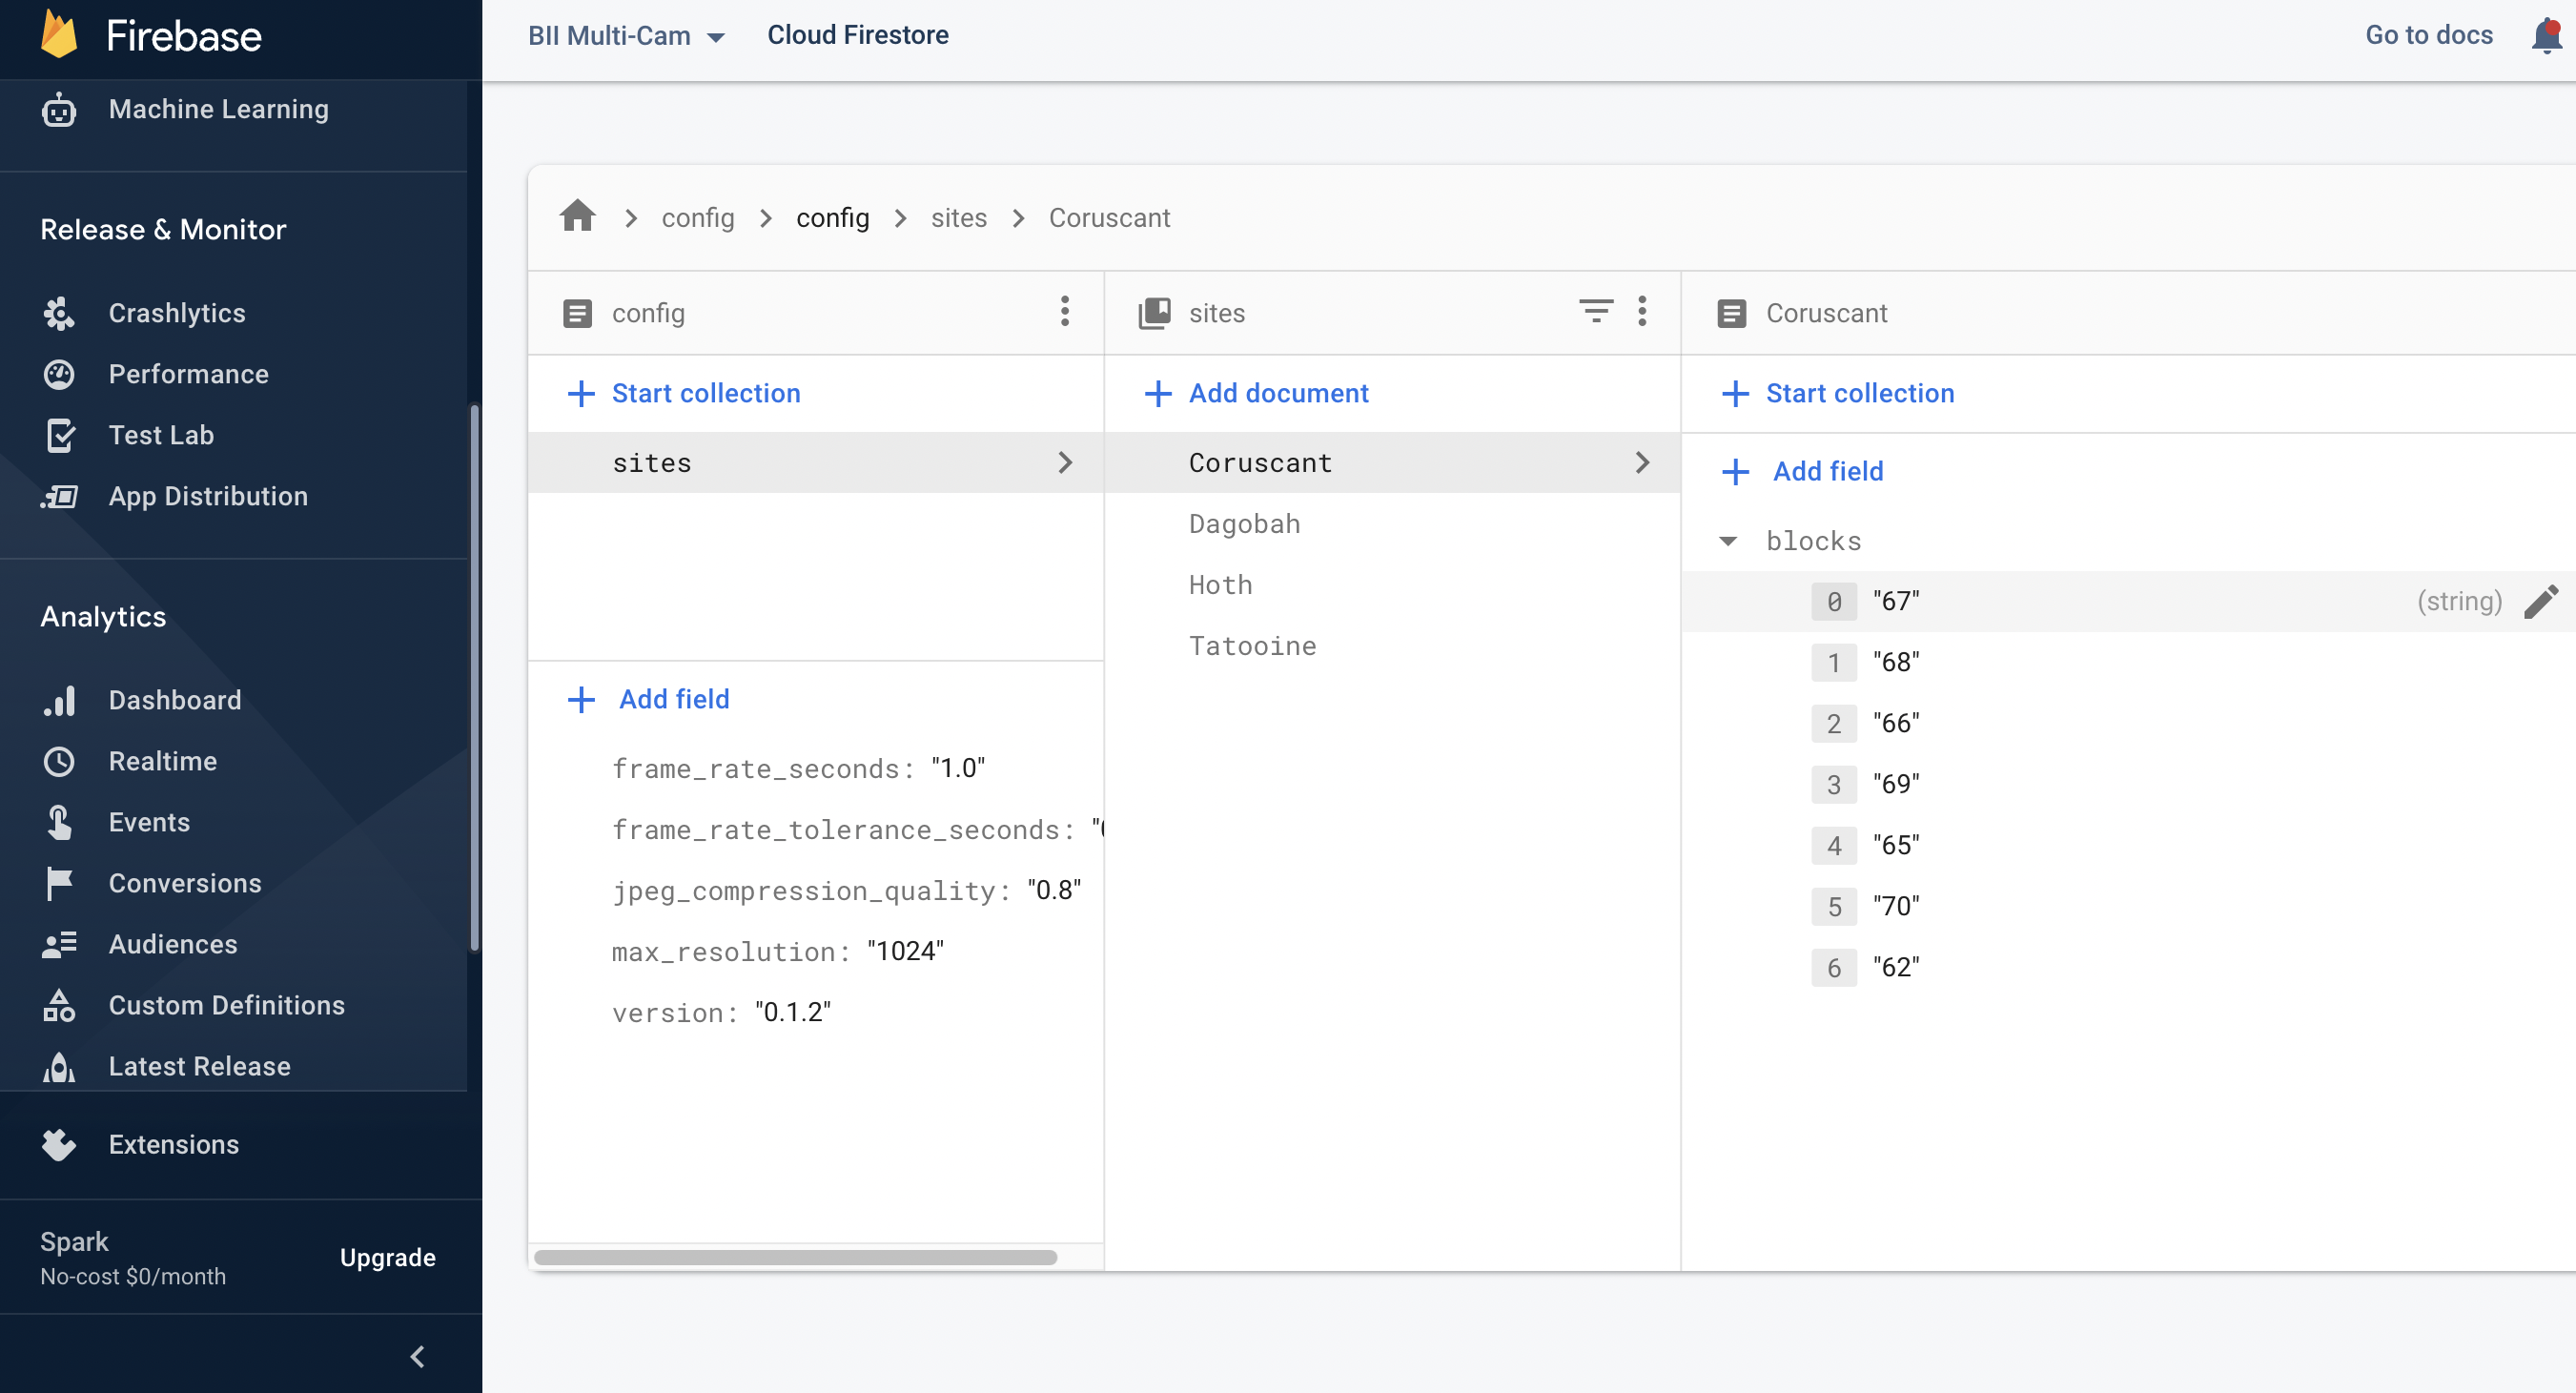 Firebase
Machine Learning
Release & Monitor
Crashlytics
Performance
Test Lab
App Distribution
Analytics
Dashboard
Realtime
Events
Conversions
Audiences
Custom Definitions
Latest Release
Extensions
Spark
No-cost $0/month
Upgrade
BII Multi-Cam
Cloud Firestore
Go to docs
config
config
sites
Coruscant
config
Start collection
sites
Add field
frame_rate_seconds: "1.0"
frame_rate_tolerance_seconds:
jpeg_compression_quality: "0.8"
max_resolution: "1024"
version: "0.1.2"
sites
Add document
Coruscant
Dagobah
Hoth
Tatooine
Coruscant
Start collection
Add field
blocks
0 "67" (string)
1 "68"
2 "66"
3 "69"
4 "65"
5 "70"
6 "62"